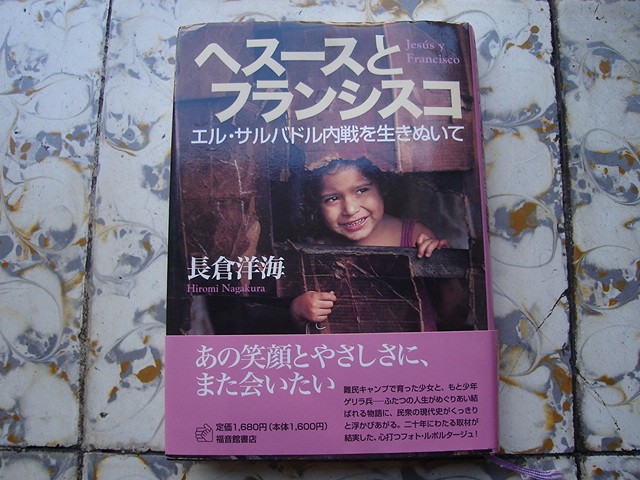 ヘスースと
フランシスコ
Jesús y
Francisco
エル・サルバドル内戦を生きぬいて
長倉洋海
Hiromi Nagakura
あの笑顔とやさしさに、
また会いたい
難民キャンプで育った少女と、もと少年
ゲリラ兵──ふたつの人生がめぐりあい結
ばれる物語に、民衆の現代史がくっきり
と浮かびあがる。二十年にわたる取材が
結実した、心打つフォト・ルポルタージュ!
定価1,680円(本体1,600円)
福音館書店